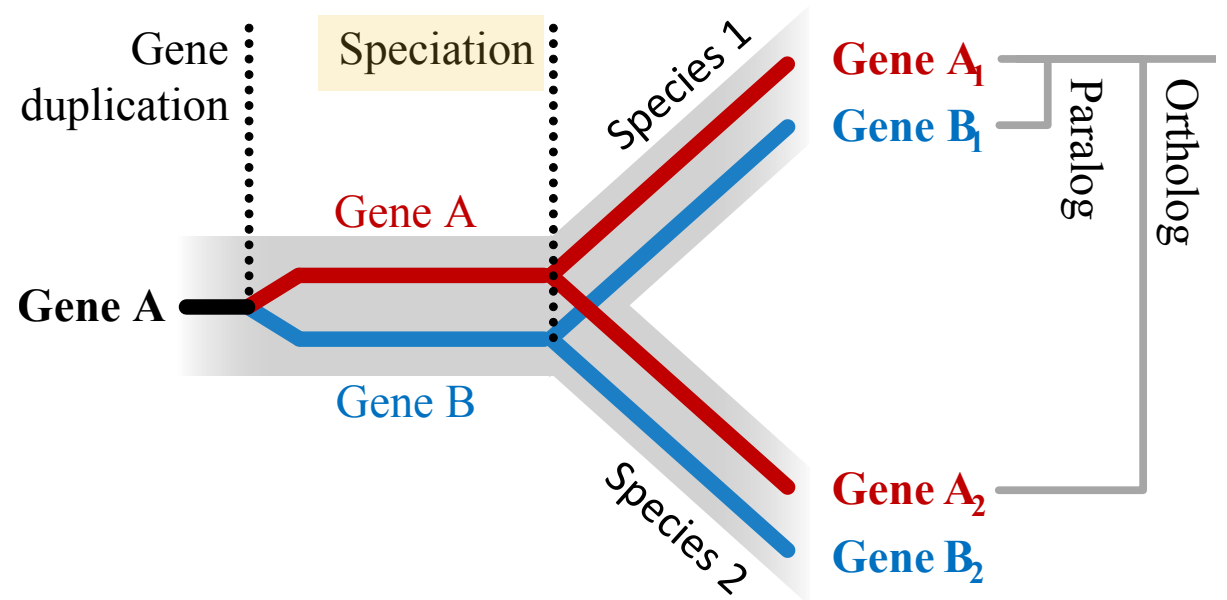 Gene
duplication
Speciation
Species 1
Gene A₁
Gene B₁
Paralog
Ortholog
Gene A
Gene A
Gene B
Species 2
Gene A₂
Gene B₂